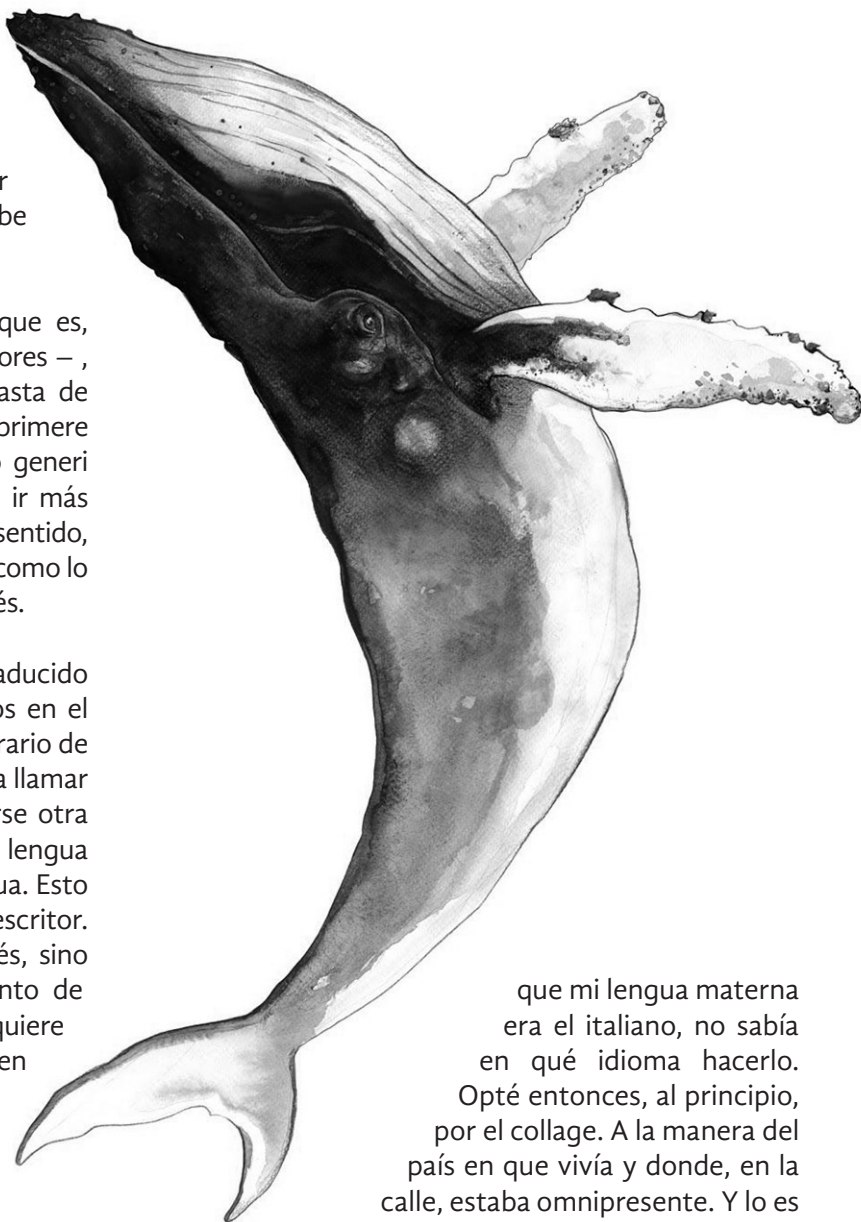 r
be
que es,
ores – ,
asta de
primere
o generi
ir más
sentido,
como lo
és.
aducido
os en el
rario de
a llamar
rse otra
lengua
ua. Esto
escritor.
és, sino
nto de
quiere
en
que mi lengua materna
era el italiano, no sabía
en qué idioma hacerlo.
Opté entonces, al principio,
por el collage. A la manera del
país en que vivía y donde, en la
calle, estaba omnipresente. Y lo es